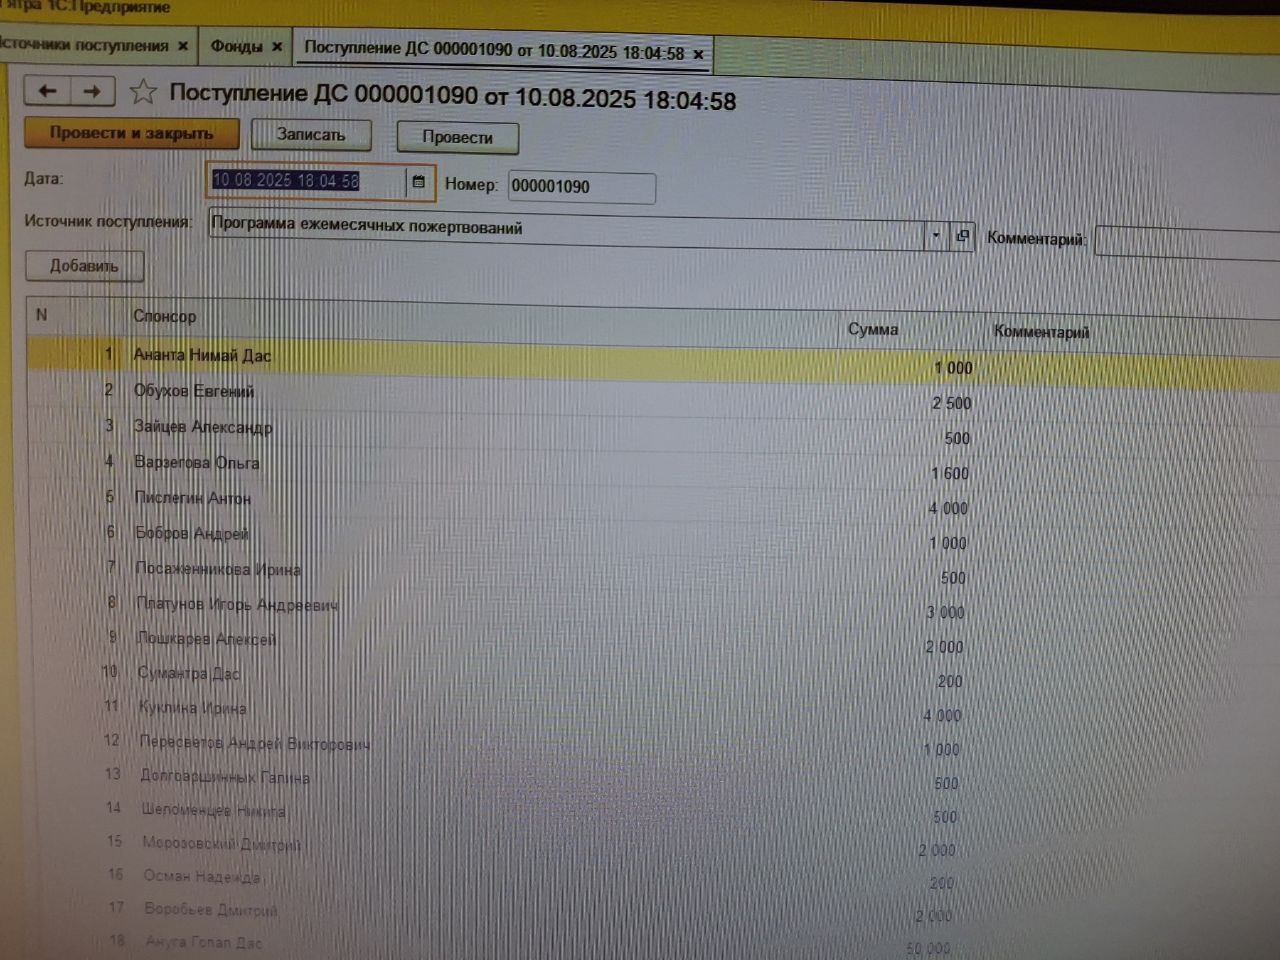 1С:Предприятие
источники поступления × Фонды × Поступление ДС 000001090 от 10.08.2025 18:04:58 ×
Поступление ДС 000001090 от 10.08.2025 18:04:58
Провести и закрыть Записать Провести
Дата: 10.08.2025 18:04:58 Номер: 000001090
Источник поступления: Программа ежемесячных пожертвований Комментарий:
Добавить
N Спонсор Сумма Комментарий
1 Ананта Нимай Дас 1 000
2 Обухов Евгений 2 500
3 Зайцев Александр 500
4 Варзегова Ольга 1 600
5 Пислегин Антон 4 000
6 Бобров Андрей 1 000
7 Посаженникова Ирина 500
8 Платунов Игорь Андреевич 3 000
9 Лошкарев Алексей 2 000
10 Сумантра Дас 200
11 Куклина Ирина 4 000
12 Пересветов Андрей Викторович 1 000
13 Долгоаршинных Галина 500
14 Шеломенцев Никита 500
15 Морозовский Дмитрий 2 000
16 Осман Надежда 200
17 Воробьев Дмитрий 2 000
18 Ануга Гопал Дас 50 000